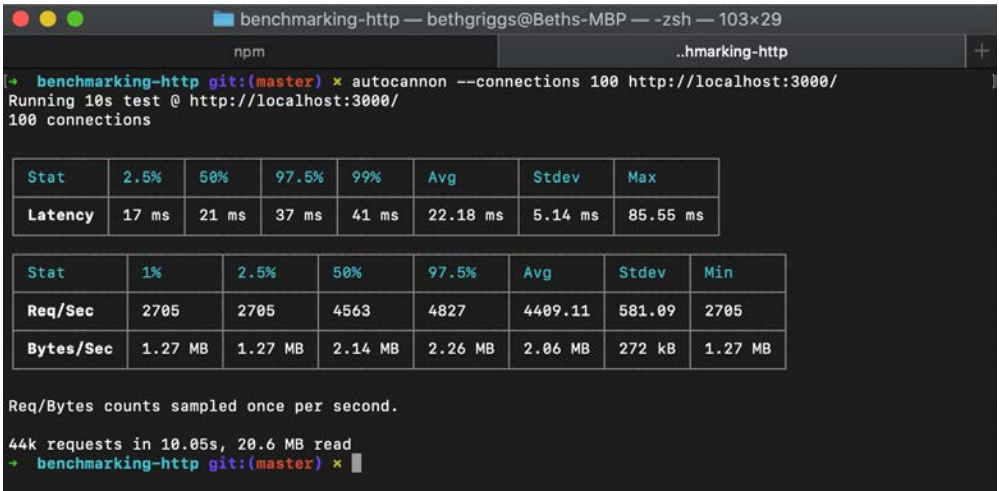 benchmarking-http — bethgriggs@Beths-MBP — -zsh — 103×29
npm ..hmarking-http +
[→ benchmarking-http git:(master) × autocannon --connections 100 http://localhost:3000/ ]
Running 10s test @ http://localhost:3000/
100 connections
Stat 2.5% 50% 97.5% 99% Avg Stdev Max
Latency 17 ms 21 ms 37 ms 41 ms 22.18 ms 5.14 ms 85.55 ms
Stat 1% 2.5% 50% 97.5% Avg Stdev Min
Req/Sec 2705 2705 4563 4827 4409.11 581.09 2705
Bytes/Sec 1.27 MB 1.27 MB 2.14 MB 2.26 MB 2.06 MB 272 kB 1.27 MB
Req/Bytes counts sampled once per second.
44k requests in 10.05s, 20.6 MB read
→ benchmarking-http git:(master) ×